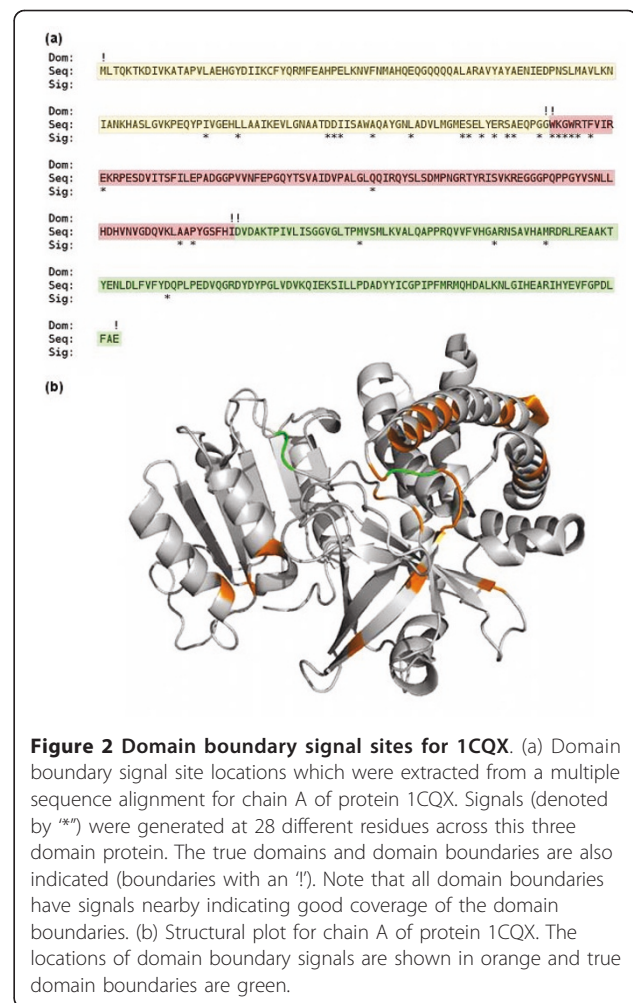 (a)
Dom: !
Seq: MLTQKTKDIVKATAPVLAEHGYDIIKCFYQRMFEAHPELKNVFNMAHQEQGQQQQALARAVYAYAENIEDPNSLMAVLKN
Sig:
Dom: !!
Seq: IANKHASLGVKPEQYPIVGEHLLAAIKEVLGNAATDDIISAWAQAYGNLADVLMGMESELYERSAEQPGGWKGWRTFVIR
Sig: * * *** * * ** * * ** * ***** *
Dom:
Seq: EKRPESDVITSFILEPADGGPVVNFEPGQYTSVAIDVPALGLQQIRQYSLSDMPNGRTYRISVKREGGGPQPPGYVSNLL
Sig: * *
Dom: !!
Seq: HDHVNVGDQVKLAAPYGSFHIDVDAKTPIVLISGGVGLTPMVSMLKVALQAPPRQVVFVHGARNSAVHAMRDRLREAAKT
Sig: * * * * *
Dom:
Seq: YENLDLFVFYDQPLPEDVQGRDYDYPGLVDVKQIEKSILLPDADYYICGPIPFMRMQHDALKNLGIHEARIHYEVFGPDL
Sig: *
Dom: !
Seq: FAE
Sig:
(b)
Figure 2 Domain boundary signal sites for 1CQX. (a) Domain
boundary signal site locations which were extracted from a multiple
sequence alignment for chain A of protein 1CQX. Signals (denoted
by '*") were generated at 28 different residues across this three
domain protein. The true domains and domain boundaries are also
indicated (boundaries with an '!'). Note that all domain boundaries
have signals nearby indicating good coverage of the domain
boundaries. (b) Structural plot for chain A of protein 1CQX. The
locations of domain boundary signals are shown in orange and true
domain boundaries are green.